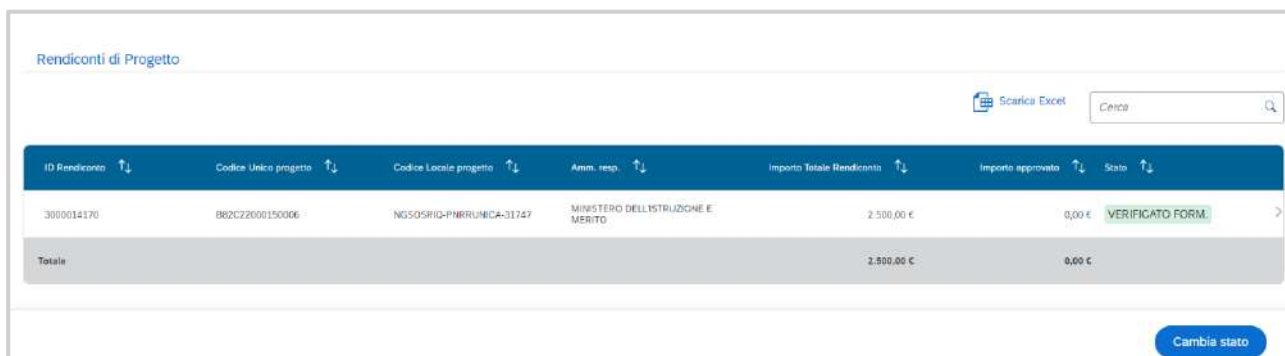 Rendiconti di Progetto
Scarica Excel
Cerca
ID Rendiconto Codice Unico progetto Codice Locale progetto Amm. resp. Importo Totale Rendiconto Importo approvato Stato
3000014170 B82C22000150006 NGSOSRIQ-PNRRUNICA-31747 MINISTERO DELL'ISTRUZIONE E 2.500,00 € 0,00 € VERIFICATO FORM.
MERITO
Totale 2.500,00 € 0,00 €
Cambia stato